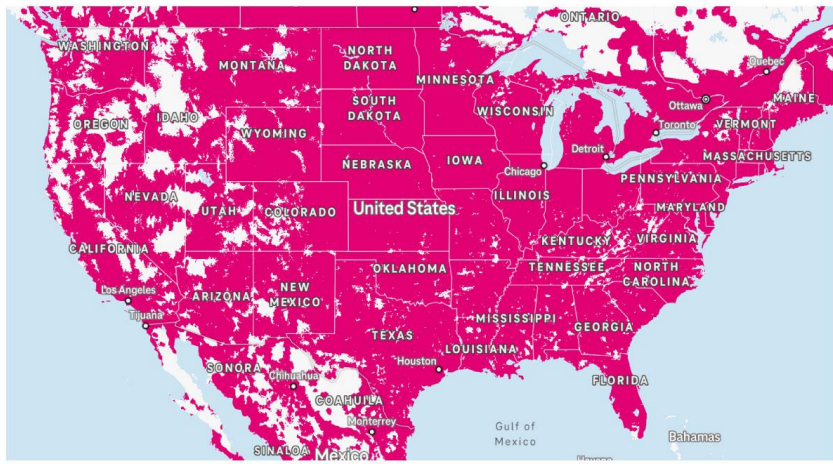 ONTARIO
WASHINGTON
MONTANA
NORTH
DAKOTA
MINNESOTA
Quebec
Ottawa
MAINE
OREGON
IDAHO
SOUTH
DAKOTA
WISCONSIN
Toronto
VERMONT
WYOMING
Detroit
MASSACHUSETTS
NEBRASKA
IOWA
Chicago
PENNSYLVANIA
NEVADA
UTAH
COLORADO
United States
ILLINOIS
MARYLAND
CALIFORNIA
KENTUCKY
VIRGINIA
OKLAHOMA
TENNESSEE
NORTH
CAROLINA
Los Angeles
ARIZONA
NEW
MEXICO
Tijuana
MISSISSIPPI
GEORGIA
TEXAS
LOUISIANA
SONORA
Houston
Chihuahua
FLORIDA
COAHUILA
Monterrey
Gulf of
Mexico
Bahamas
SINALOA
Mexico
Havana